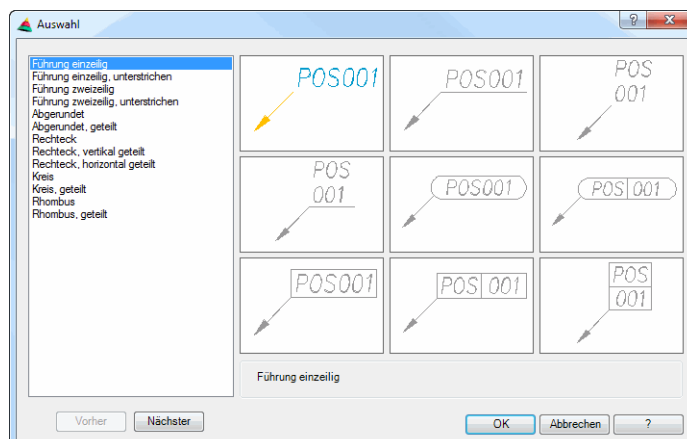 Auswahl
?
Führung einzeilig
Führung einzeilig, unterstrichen
Führung zweizeilig
Führung zweizeilig, unterstrichen
Abgerundet
Abgerundet, geteilt
Rechteck
Rechteck, vertikal geteilt
Rechteck, horizontal geteilt
Kreis
Kreis, geteilt
Rhombus
Rhombus, geteilt
POS001
POS001
POS
001
POS
001
POS001
POS 001
POS001
POS 001
POS
001
Führung einzeilig
Vorher
Nächster
OK
Abbrechen
?